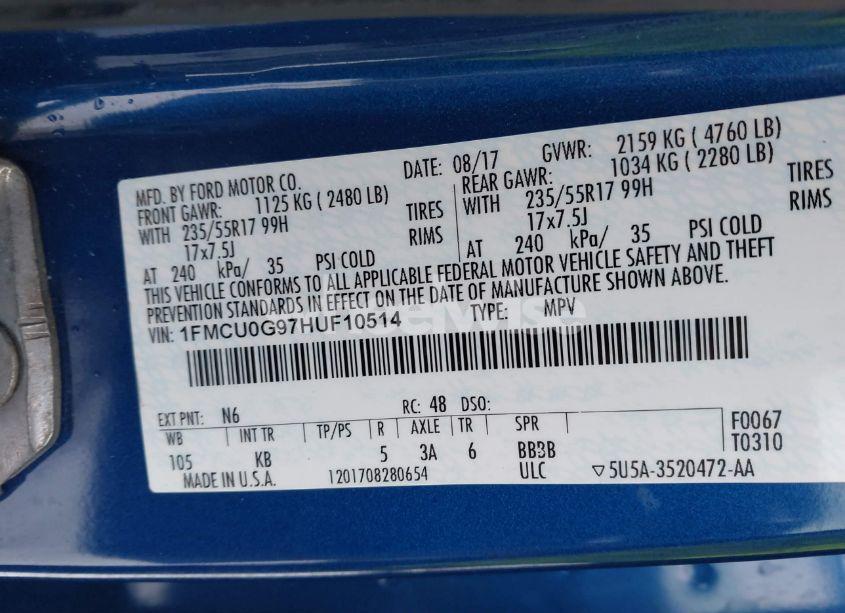 MFD. BY FORD MOTOR CO. DATE: 08/17 GVWR: 2159 KG ( 4760 LB)
FRONT GAWR: 1125 KG ( 2480 LB) REAR GAWR: 1034 KG ( 2280 LB)
WITH 235/55R17 99H TIRES WITH 235/55R17 99H TIRES
17x7.5J RIMS 17x7.5J RIMS
AT 240 kPa/ 35 PSI COLD AT 240 kPa/ 35 PSI COLD
THIS VEHICLE CONFORMS TO ALL APPLICABLE FEDERAL MOTOR VEHICLE SAFETY AND THEFT
PREVENTION STANDARDS IN EFFECT ON THE DATE OF MANUFACTURE SHOWN ABOVE.
VIN: 1FMCU0G97HUF10514 TYPE: MPV
EXT PNT: N6 RC: 48 DSO:
WB INT TR TP/PS R AXLE TR SPR F0067
105 KB 5 3A 6 BBBB T0310
MADE IN U.S.A. 1201708280654 ULC ▽5U5A-3520472-AA